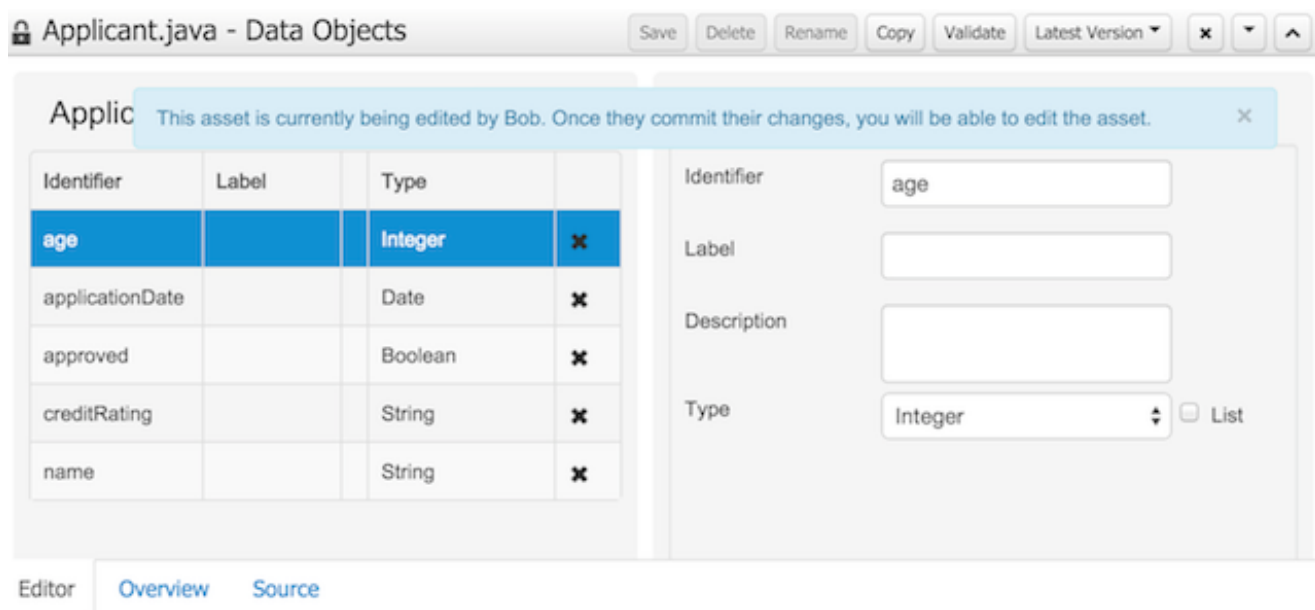 Applicant.java - Data Objects
Save Delete Rename Copy Validate Latest Version
Applic
This asset is currently being edited by Bob. Once they commit their changes, you will be able to edit the asset. ×
Identifier Label Type
age Integer
applicationDate Date
approved Boolean
creditRating String
name String
Identifier age
Label
Description
Type Integer List
Editor Overview Source